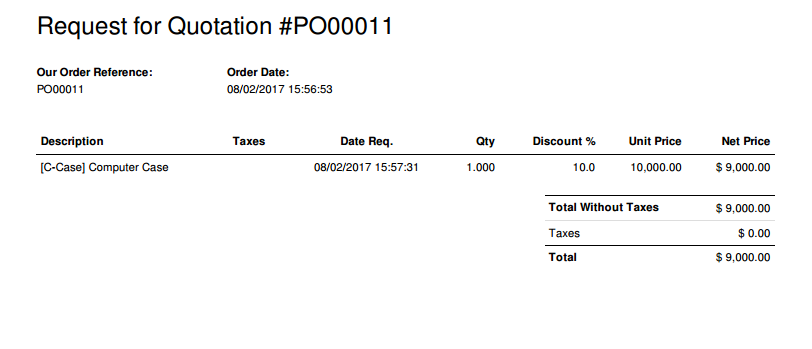 Request for Quotation #PO00011
Our Order Reference: Order Date:
PO00011 08/02/2017 15:56:53
Description Taxes Date Req. Qty Discount % Unit Price Net Price
[C-Case] Computer Case 08/02/2017 15:57:31 1.000 10.0 10,000.00 $ 9,000.00
Total Without Taxes $ 9,000.00
Taxes $ 0.00
Total $ 9,000.00